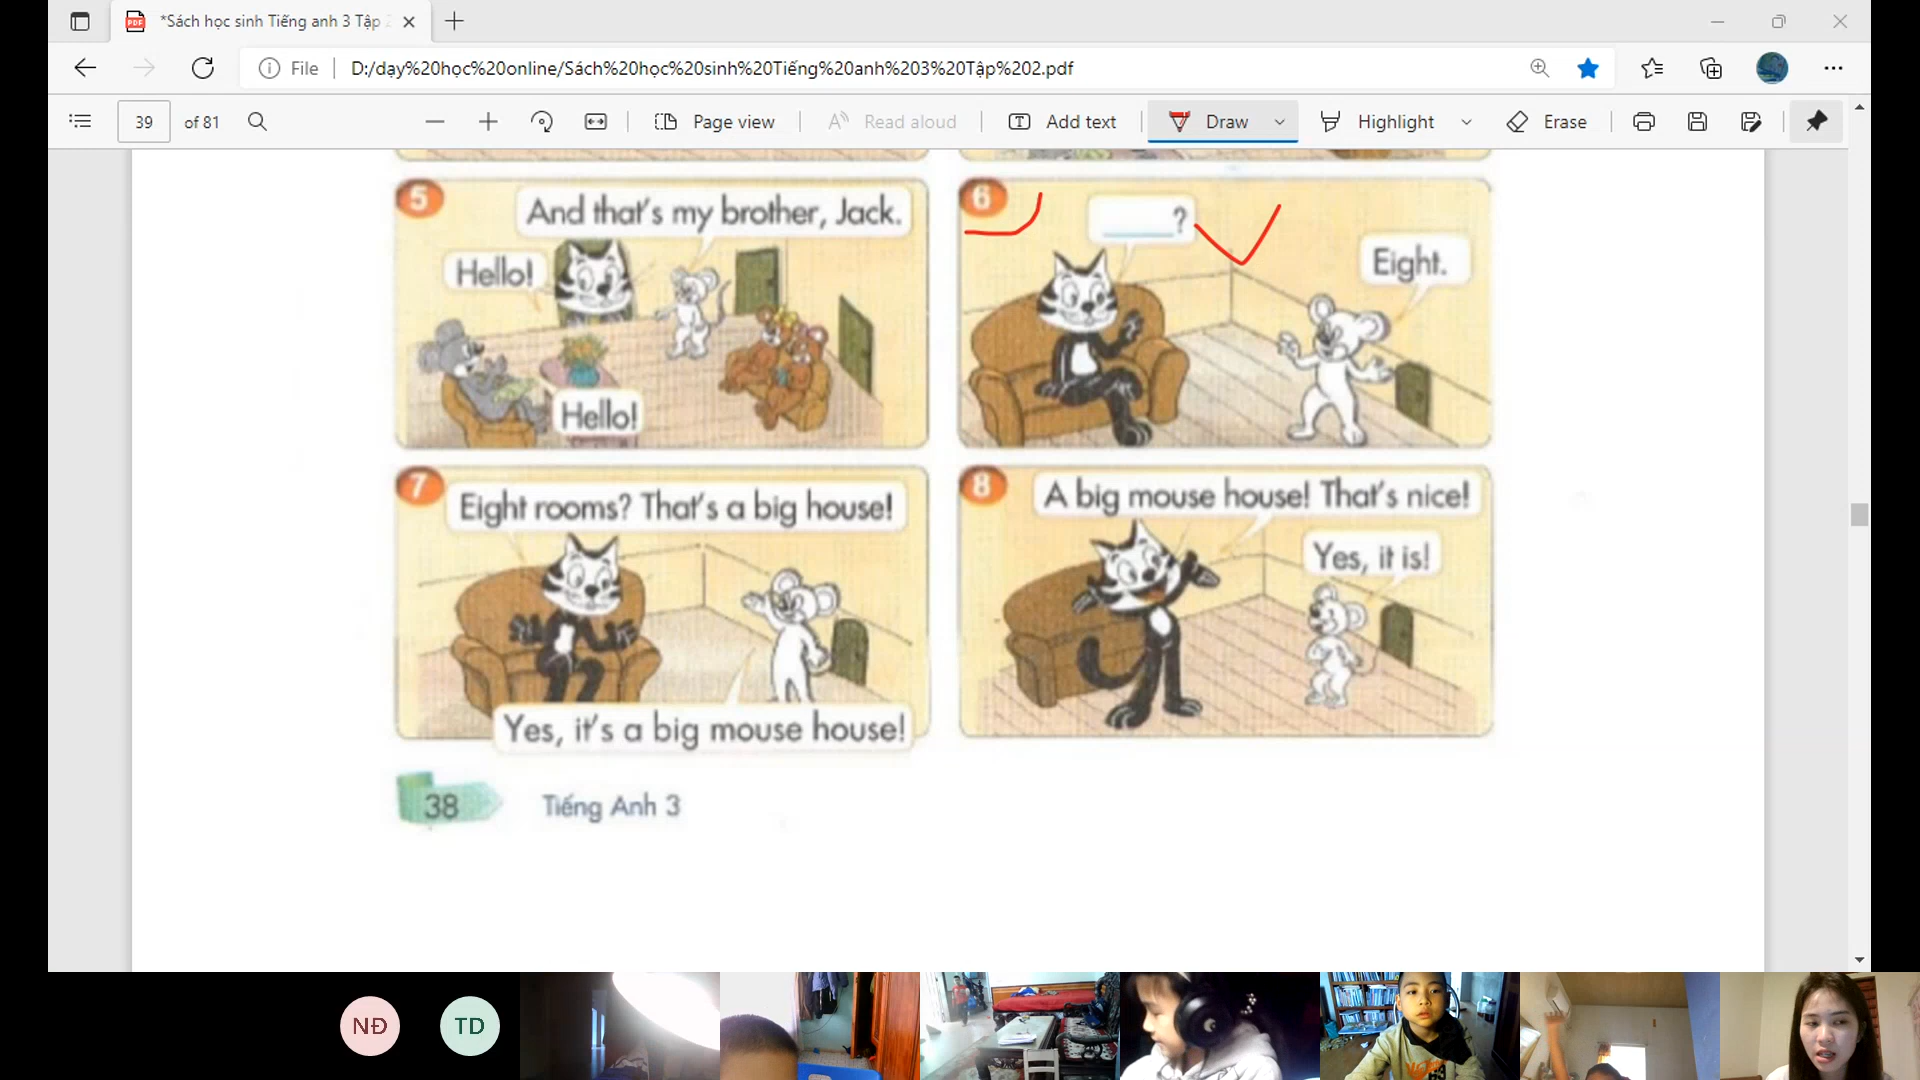 *Sách học sinh Tiếng anh 3 Tập 2
File
D:/dạy%20học%20online/Sách%20học%20sinh%20Tiếng%20anh%203%20Tập%202.pdf
39 of 81
Page view
Read aloud
Add text
Draw
Highlight
Erase
5
And that's my brother, Jack.
Hello!
Hello!
6
____?
Eight.
7
Eight rooms? That's a big house!
Yes, it's a big mouse house!
8
A big mouse house! That's nice!
Yes, it is!
38 Tiếng Anh 3
NĐ
TD